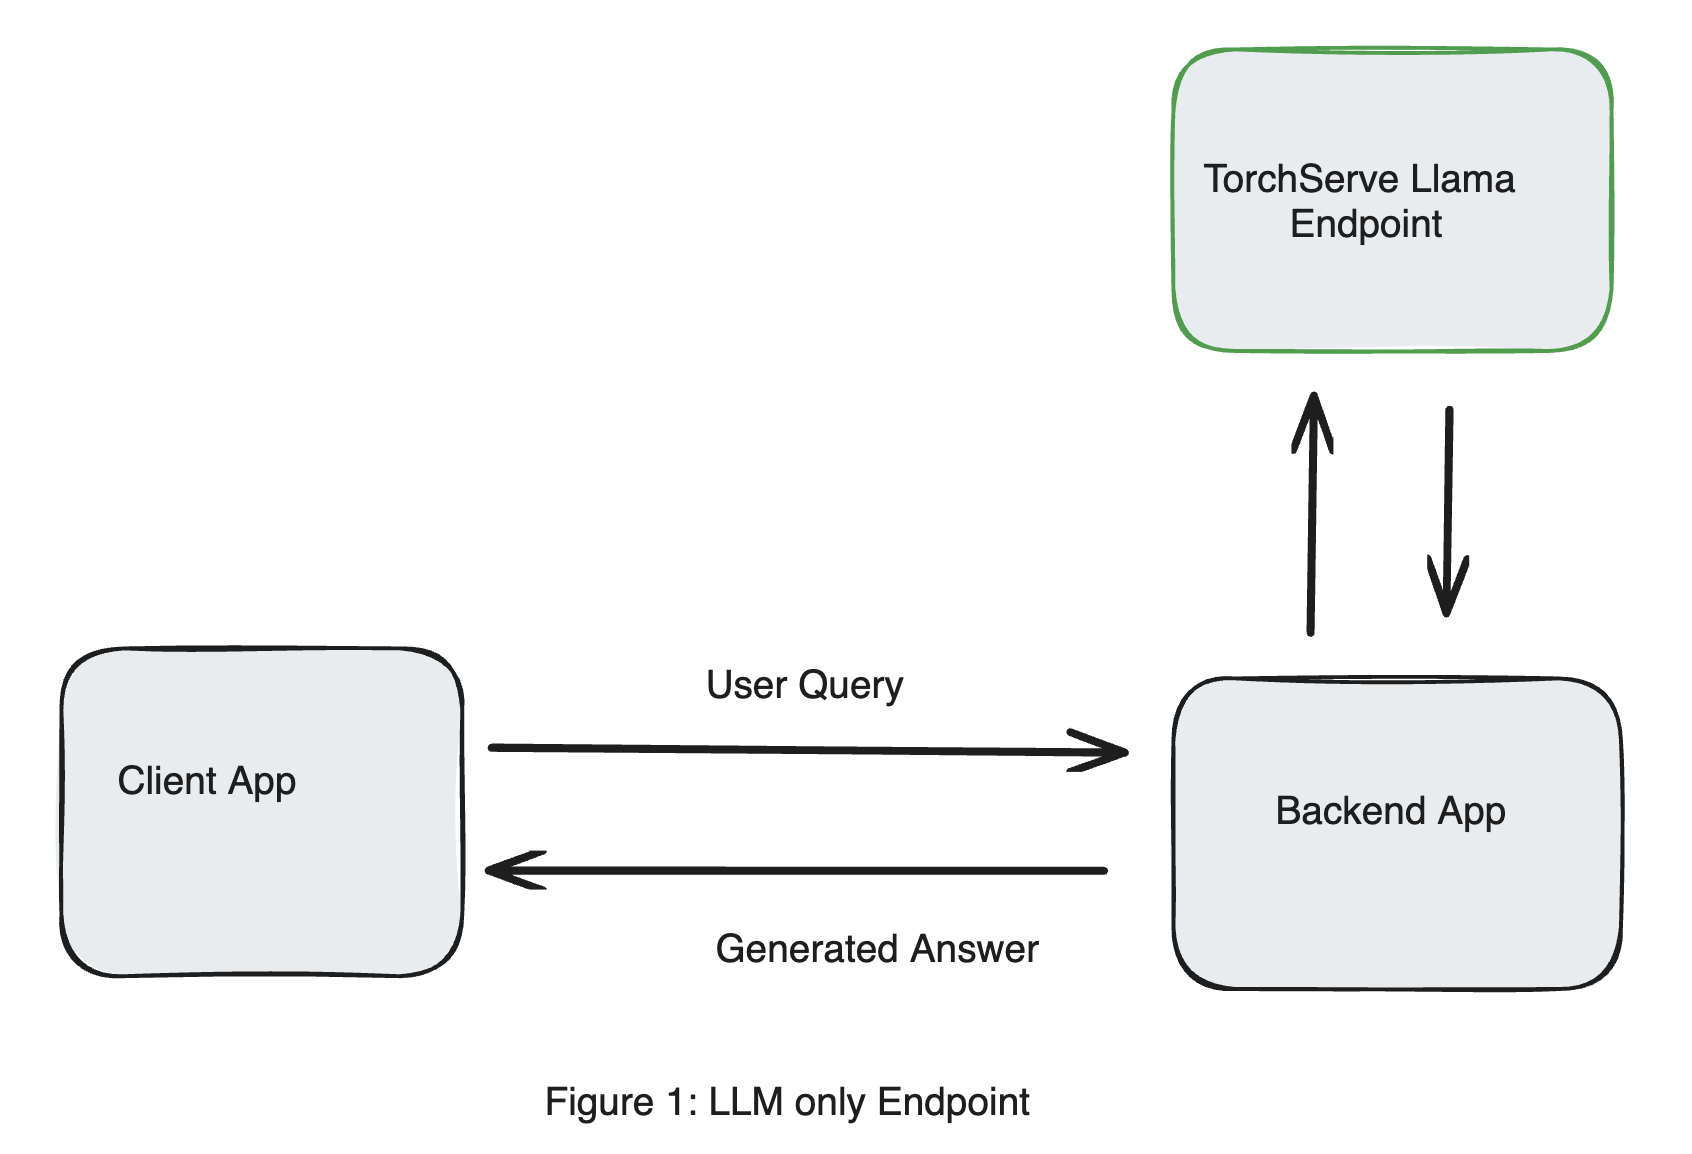 TorchServe Llama
Endpoint
User Query
Client App
Backend App
Generated Answer
Figure 1: LLM only Endpoint